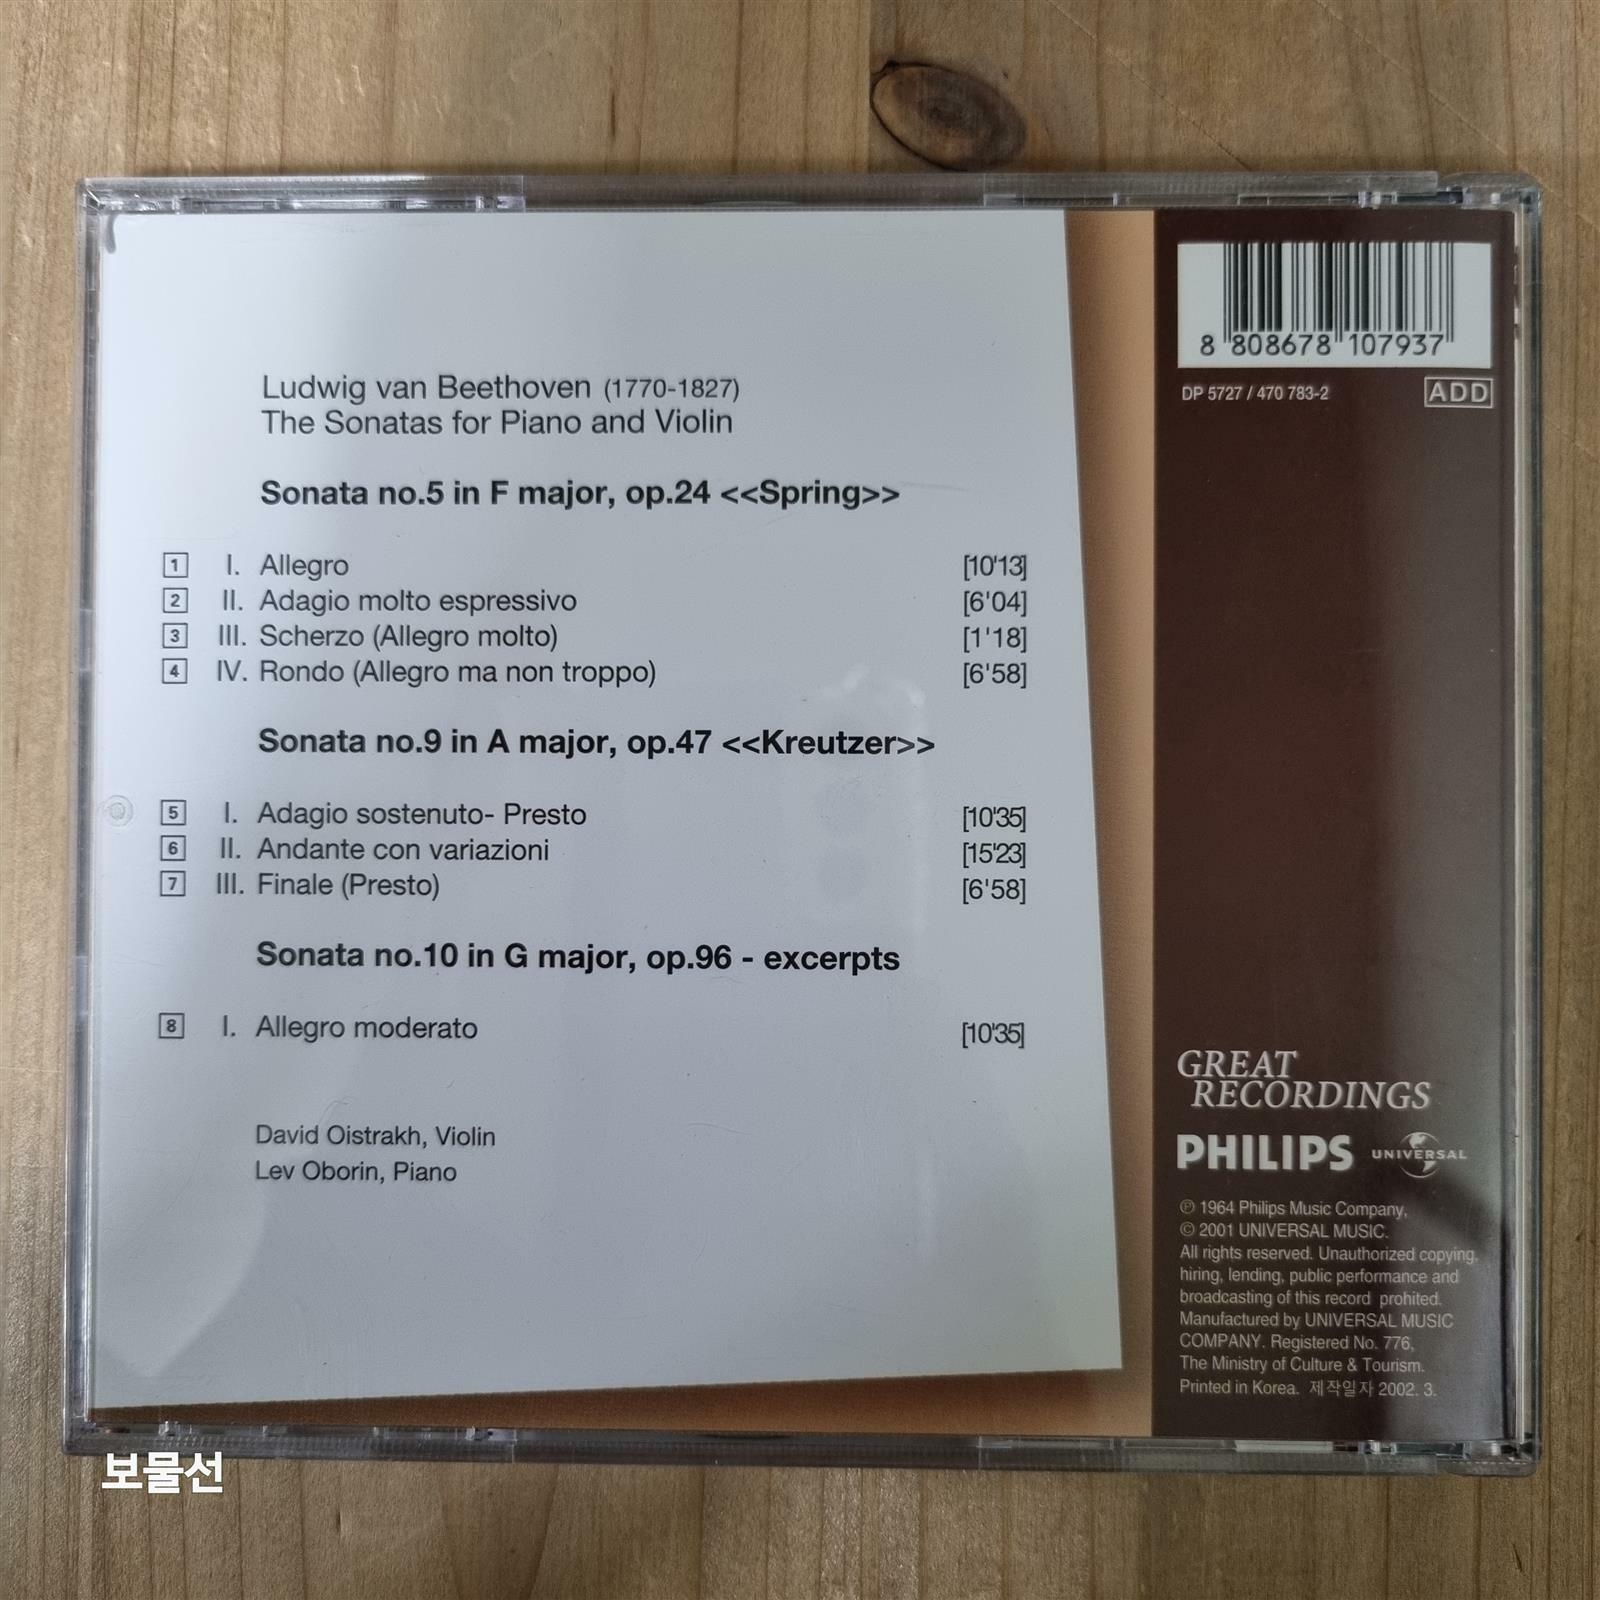 Ludwig van Beethoven (1770-1827)
The Sonatas for Piano and Violin
Sonata no.5 in F major, op.24 <<Spring>>
1 I. Allegro [10'13]
2 II. Adagio molto espressivo [6'04]
3 III. Scherzo (Allegro molto) [1'18]
4 IV. Rondo (Allegro ma non troppo) [6'58]
Sonata no.9 in A major, op.47 <<Kreutzer>>
5 I. Adagio sostenuto- Presto [10'35]
6 II. Andante con variazioni [15'23]
7 III. Finale (Presto) [6'58]
Sonata no.10 in G major, op.96 - excerpts
8 I. Allegro moderato [10'35]
David Oistrakh, Violin
Lev Oborin, Piano
8 808678 107937
DP 5727 / 470 783-2 ADD
GREAT
RECORDINGS
PHILIPS UNIVERSAL
℗ 1964 Philips Music Company,
© 2001 UNIVERSAL MUSIC.
All rights reserved. Unauthorized copying,
hiring, lending, public performance and
broadcasting of this record prohited.
Manufactured by UNIVERSAL MUSIC
COMPANY. Registered No. 776,
The Ministry of Culture & Tourism.
Printed in Korea. 제작일자 2002. 3.
보물선